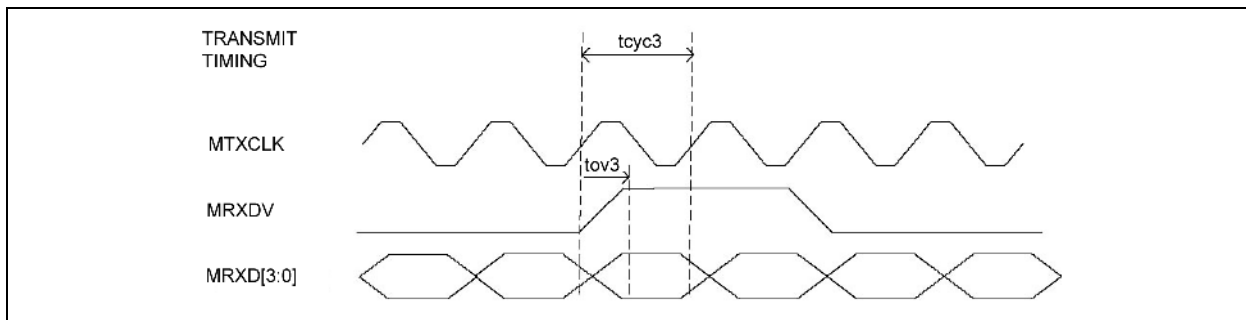 TRANSMIT
TIMING
tcyc3
MTXCLK
tov3
MRXDV
MRXD[3:0]